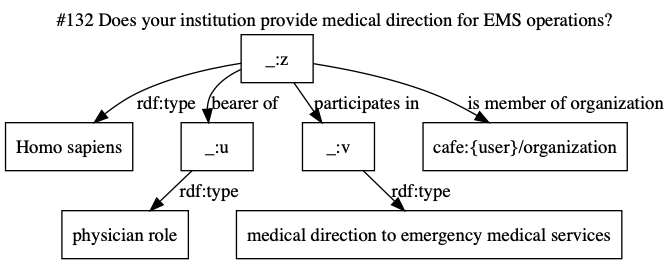 #132 Does your institution provide medical direction for EMS operations?
_:z
rdf:type
bearer of
participates in
is member of organization
Homo sapiens
_:u
_:v
cafe:{user}/organization
rdf:type
rdf:type
physician role
medical direction to emergency medical services